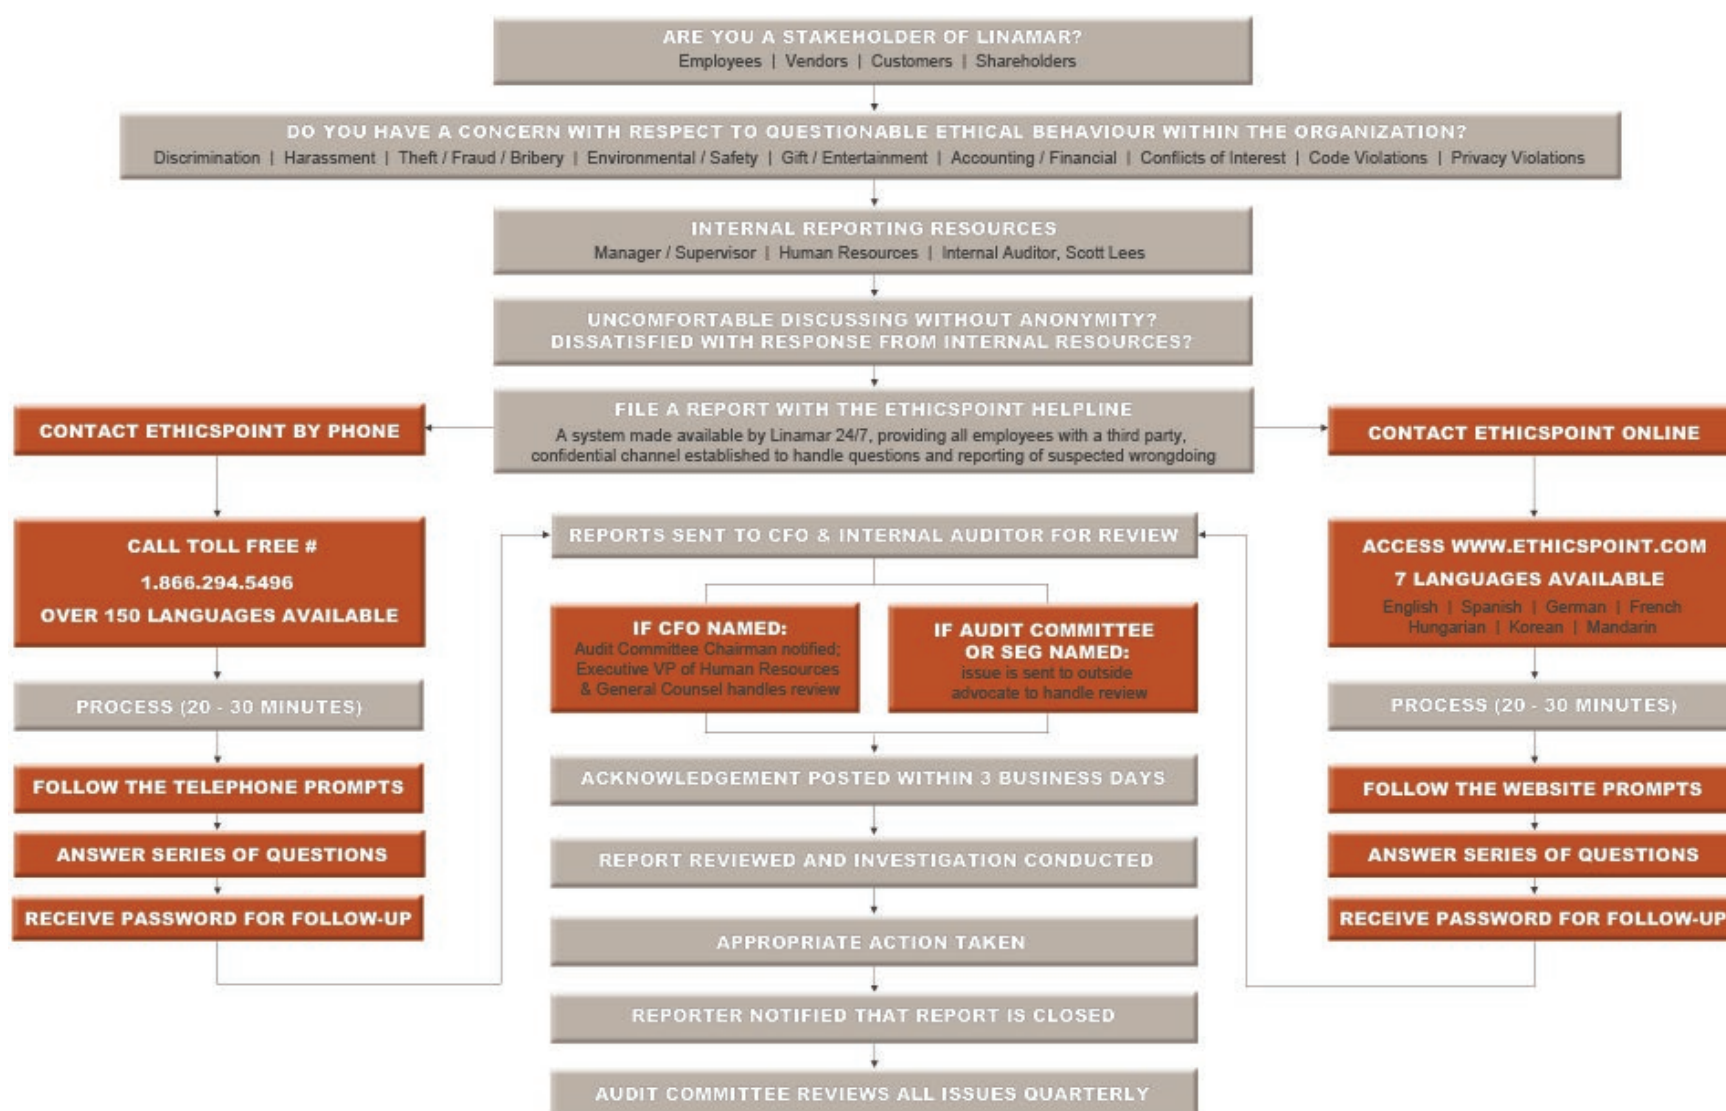 ARE YOU A STAKEHOLDER OF LINAMAR?
Employees | Vendors | Customers | Shareholders
DO YOU HAVE A CONCERN WITH RESPECT TO QUESTIONABLE ETHICAL BEHAVIOUR WITHIN THE ORGANIZATION?
Discrimination | Harassment | Theft / Fraud / Bribery | Environmental / Safety | Gift / Entertainment | Accounting / Financial | Conflicts of Interest | Code Violations | Privacy Violations
INTERNAL REPORTING RESOURCES
Manager / Supervisor | Human Resources | Internal Auditor, Scott Lees
UNCOMFORTABLE DISCUSSING WITHOUT ANONYMITY?
DISSATISFIED WITH RESPONSE FROM INTERNAL RESOURCES?
FILE A REPORT WITH THE ETHICSPOINT HELPLINE
A system made available by Linamar 24/7, providing all employees with a third party,
confidential channel established to handle questions and reporting of suspected wrongdoing
CONTACT ETHICSPOINT BY PHONE
CALL TOLL FREE #
1.866.294.5496
OVER 150 LANGUAGES AVAILABLE
PROCESS (20 - 30 MINUTES)
FOLLOW THE TELEPHONE PROMPTS
ANSWER SERIES OF QUESTIONS
RECEIVE PASSWORD FOR FOLLOW-UP
CONTACT ETHICSPOINT ONLINE
ACCESS WWW.ETHICSPOINT.COM
7 LANGUAGES AVAILABLE
English | Spanish | German | French
Hungarian | Korean | Mandarin
PROCESS (20 - 30 MINUTES)
FOLLOW THE WEBSITE PROMPTS
ANSWER SERIES OF QUESTIONS
RECEIVE PASSWORD FOR FOLLOW-UP
REPORTS SENT TO CFO & INTERNAL AUDITOR FOR REVIEW
IF CFO NAMED:
Audit Committee Chairman notified;
Executive VP of Human Resources
& General Counsel handles review
IF AUDIT COMMITTEE
OR SEG NAMED:
issue is sent to outside
advocate to handle review
ACKNOWLEDGEMENT POSTED WITHIN 3 BUSINESS DAYS
REPORT REVIEWED AND INVESTIGATION CONDUCTED
APPROPRIATE ACTION TAKEN
REPORTER NOTIFIED THAT REPORT IS CLOSED
AUDIT COMMITTEE REVIEWS ALL ISSUES QUARTERLY